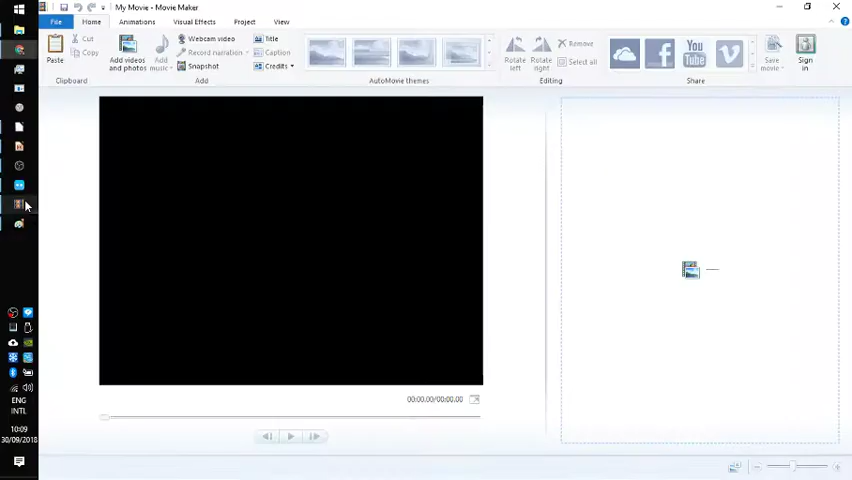 My Movie - Movie Maker
File
Home
Animations
Visual Effects
Project
View
Paste
Cut
Copy
Clipboard
Add videos
and photos
Add
music
Webcam video
Record narration
Snapshot
Title
Caption
Credits
Add
AutoMovie themes
Rotate
left
Rotate
right
Remove
Select all
Editing
You
Tube
Share
Save
movie
Sign
in
00:00.00/00:00.00
ENG
INTL
10:09
30/09/2018